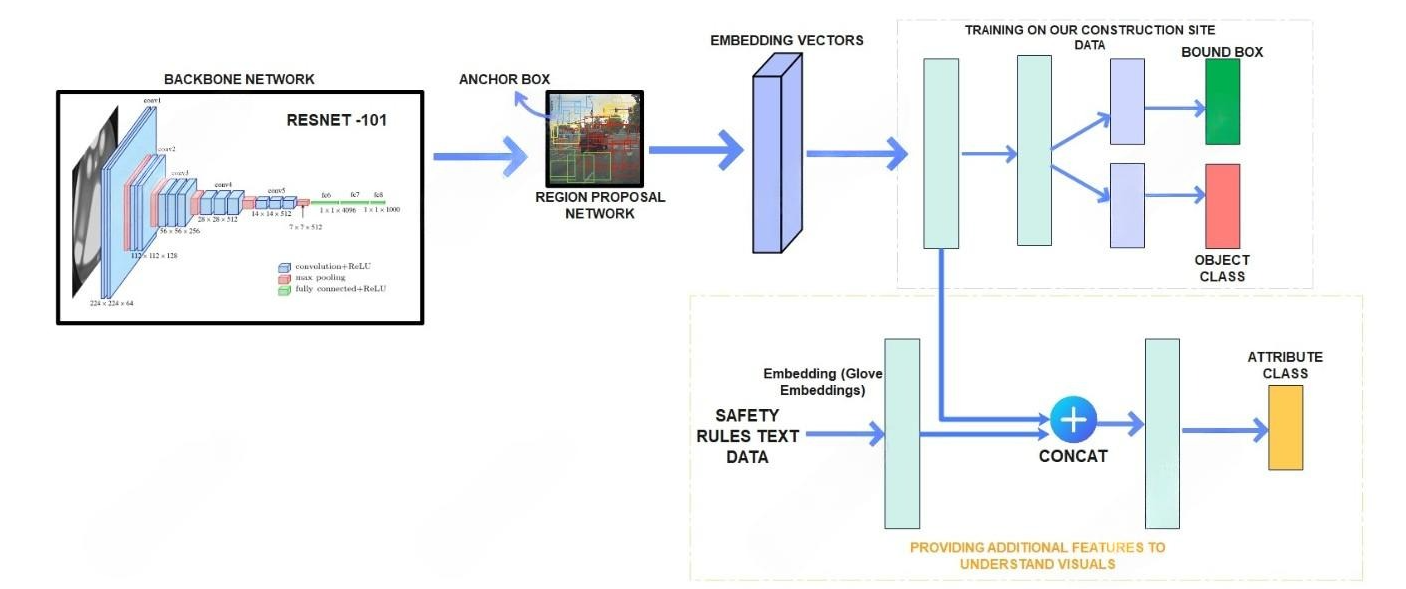 BACKBONE NETWORK
RESNET -101
conv1
conv2
conv3
conv4
conv5
fc6
fc7
fc8
1 × 1 × 4096
1 × 1 × 1000
14 × 14 × 512
28 × 28 × 512
7 × 7 × 512
56 × 56 × 256
112 × 112 × 128
224 × 224 × 64
convolution+ReLU
max pooling
fully connected+ReLU
ANCHOR BOX
REGION PROPOSAL
NETWORK
EMBEDDING VECTORS
TRAINING ON OUR CONSTRUCTION SITE
DATA
BOUND BOX
OBJECT
CLASS
Embedding (Glove
Embeddings)
SAFETY
RULES TEXT
DATA
CONCAT
ATTRIBUTE
CLASS
PROVIDING ADDITIONAL FEATURES TO
UNDERSTAND VISUALS